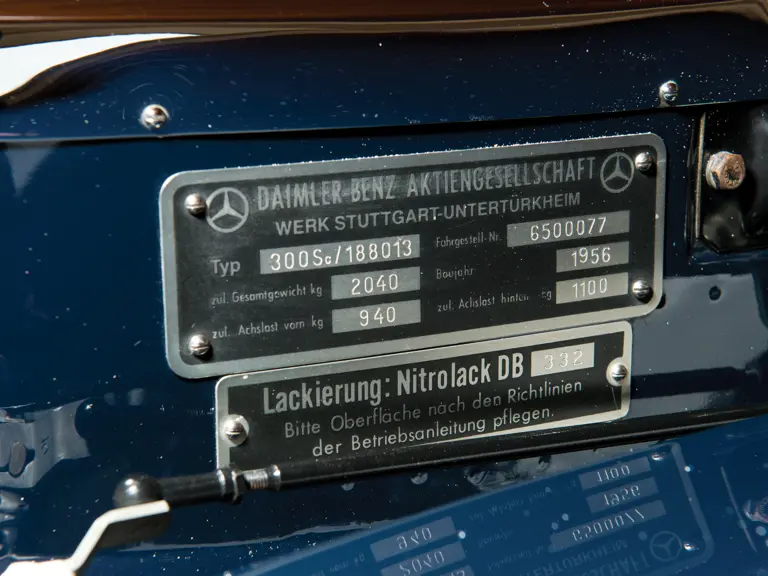 DAIMLER-BENZ AKTIENGESELLSCHAFT
WERK STUTTGART-UNTERTÜRKHEIM
Typ 300Sc/188013 Fahrgestell-Nr. 6500077
zul. Gesamtgewicht kg 2040 Baujahr 1956
zul. Achslast vorn kg 940 zul. Achslast hinten kg 1100
Lackierung: Nitrolack DB 332
Bitte Oberfläche nach den Richtlinien
der Betriebsanleitung pflegen.